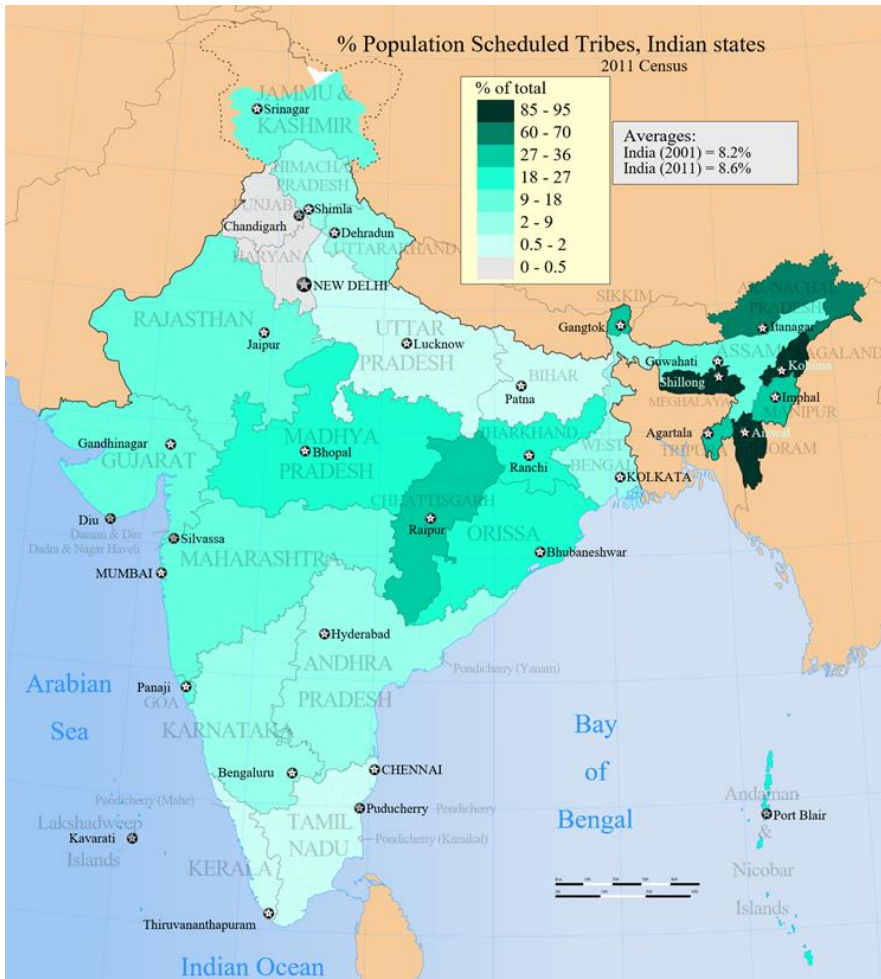 % Population Scheduled Tribes, Indian states
2011 Census
% of total
85 - 95
60 - 70
27 - 36
18 - 27
9 - 18
2 - 9
0.5 - 2
0 - 0.5
Averages:
India (2001) = 8.2%
India (2011) = 8.6%
JAMMU &
KASHMIR
Srinagar
HIMACHA
PRADESH
PUNJAB
Shimla
Chandigarh
Dehradun
UTTARAKHAND
HARYANA
NEW DELHI
RAJASTHAN
Jaipur
UTTAR
PRADESH
Lucknow
BIHAR
Patna
SIKKIM
Gangtok
ARUNACHAL
PRADESH
Itanagar
ASSAM
Guwahati
NAGALAND
Kohima
Shillong
MEGHALAYA
Imphal
MANIPUR
Agartala
TRIPURA
Aizwal
MIZORAM
Gandhinagar
GUJARAT
MADHYA
PRADESH
Bhopal
JHARKHAND
Ranchi
WEST
BENGAL
KOLKATA
CHHATTISGARH
Raipur
ORISSA
Bhubaneshwar
Diu
Daman & Diu
Dadra & Nagar Haveli
Silvassa
MAHARASHTRA
MUMBAI
Hyderabad
ANDHRA
PRADESH
Pondicherry (Yanam)
Panaji
GOA
KARNATAKA
Arabian
Sea
Bay
of
Bengal
Bengaluru
CHENNAI
Pondicherry (Mahe)
Puducherry
Pondicherry
Lakshadweep
Islands
Kavarati
TAMIL
NADU
Pondicherry (Karaikal)
KERALA
Thiruvananthapuram
Andaman
&
Nicobar
Islands
Port Blair
Indian Ocean